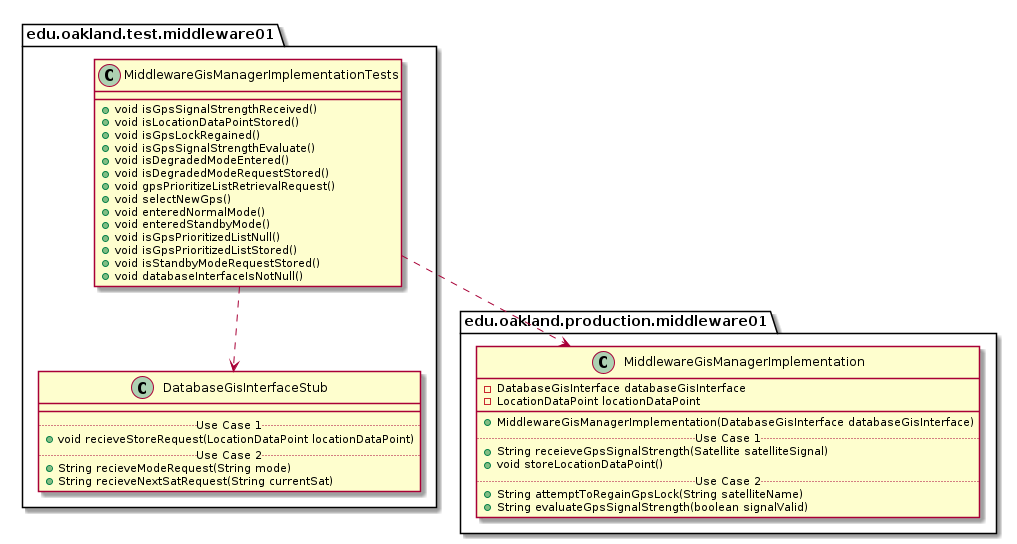 edu.oakland.test.middleware01
C MiddlewareGisManagerImplementationTests
void isGpsSignalStrengthReceived()
void isLocationDataPointStored()
void isGpsLockRegained()
void isGpsSignalStrengthEvaluate()
void isDegradedModeEntered()
void isDegradedModeRequestStored()
void gpsPrioritizeListRetrievalRequest()
void selectNewGps()
void enteredNormalMode()
void enteredStandbyMode()
void isGpsPrioritizedListNull()
void isGpsPrioritizedListStored()
void isStandbyModeRequestStored()
void databaseInterfaceIsNotNull()
C DatabaseGisInterfaceStub
Use Case 1
void recieveStoreRequest(LocationDataPoint locationDataPoint)
Use Case 2
String recieveModeRequest(String mode)
String recieveNextSatRequest(String currentSat)
edu.oakland.production.middleware01
C MiddlewareGisManagerImplementation
DatabaseGisInterface databaseGisInterface
LocationDataPoint locationDataPoint
MiddlewareGisManagerImplementation(DatabaseGisInterface databaseGisInterface)
Use Case 1
String receieveGpsSignalStrength(Satellite satelliteSignal)
void storeLocationDataPoint()
Use Case 2
String attemptToRegainGpsLock(String satelliteName)
String evaluateGpsSignalStrength(boolean signalValid)